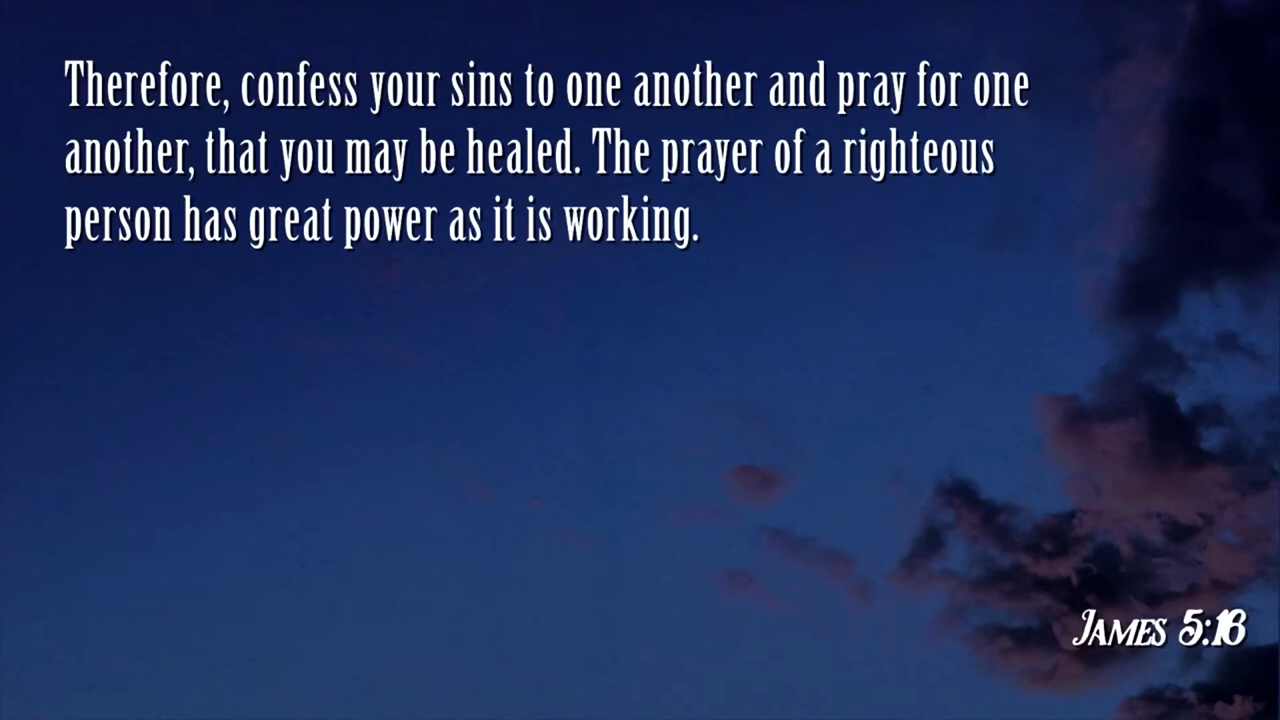 Therefore, confess your sins to one another and pray for one
another, that you may be healed. The prayer of a righteous
person has great power as it is working.
James 5:16